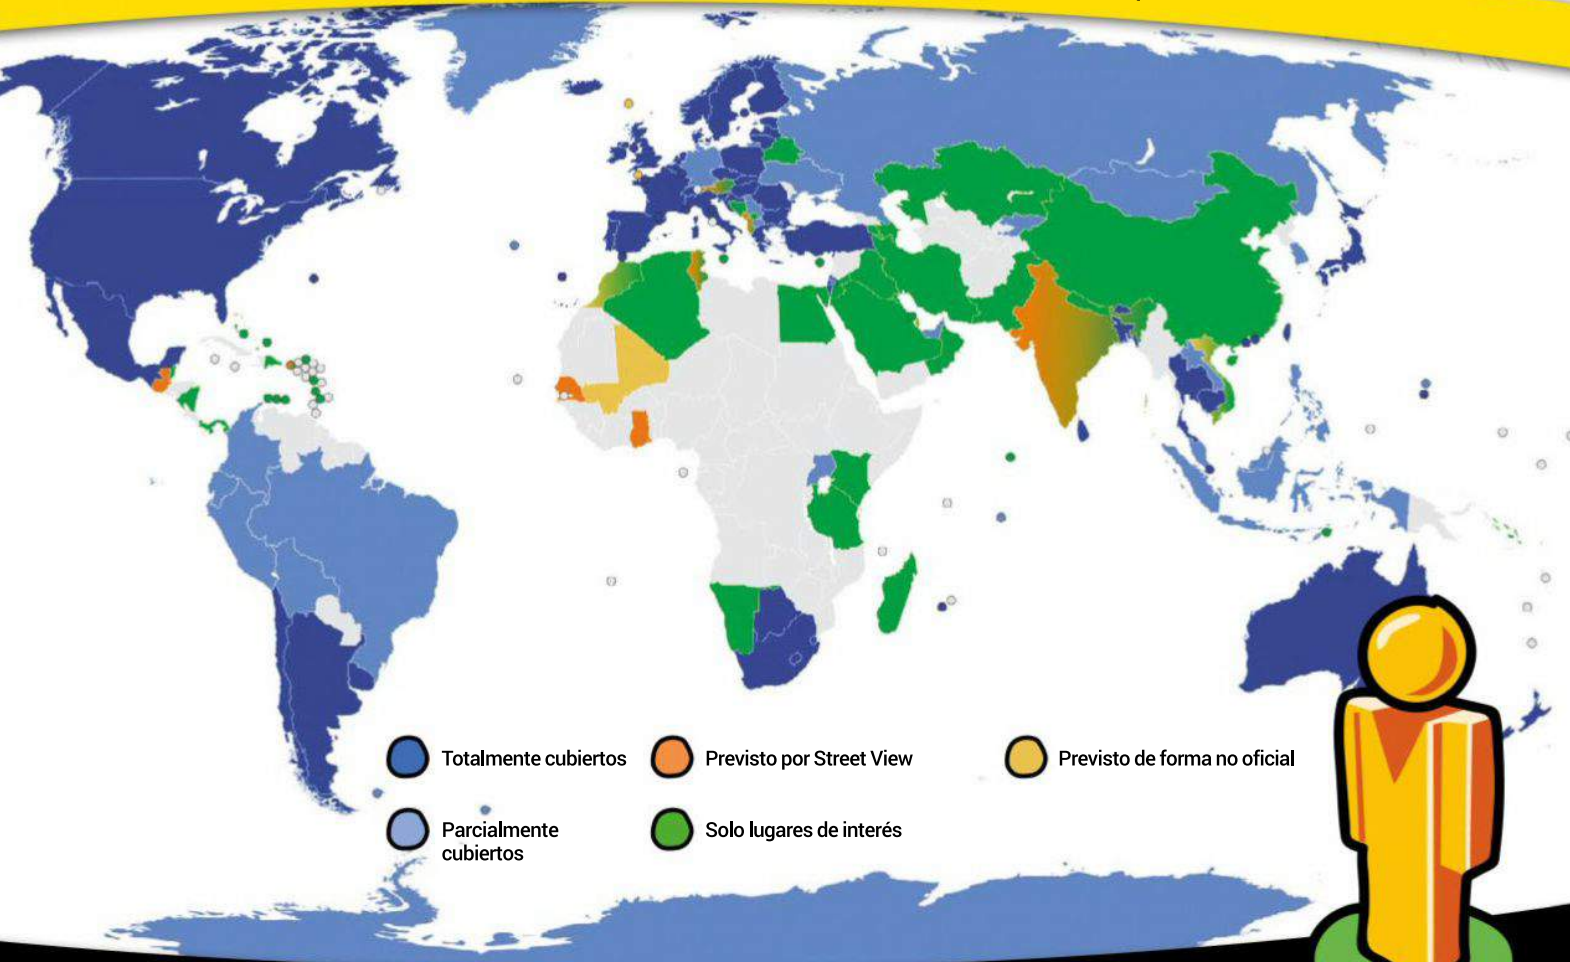 Totalmente cubiertos
Previsto por Street View
Previsto de forma no oficial
Parcialmente
cubiertos
Solo lugares de interés